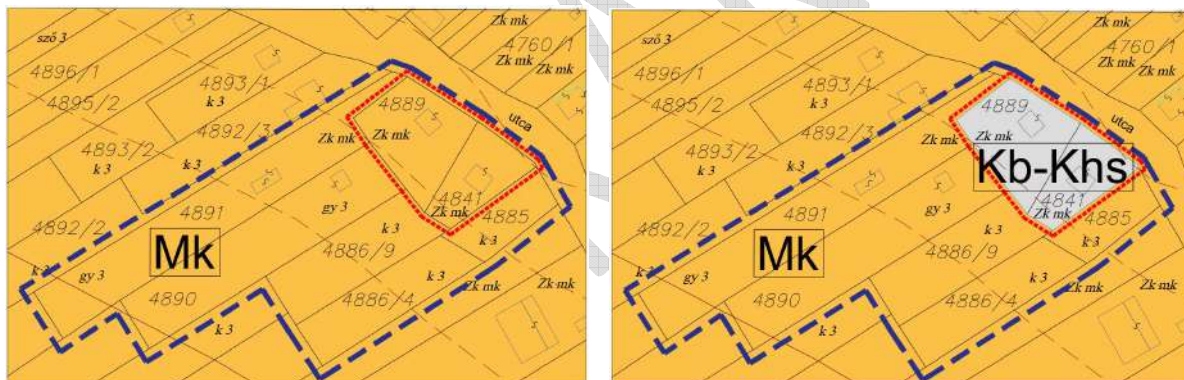 Zk mk
sző 3
4760/1
4896/1
Zk mk
4893/1
Zk mk
4895/2
k 3
4889
utca
4892/3
Zk mk
Zk mk
4893/2
k 3
k 3
4841
4891
gy 3
Zk mk
4885
4892/2
k 3
k 3
Mk
4886/9
k 3
gy 3
4890
4886/4
Zk mk
Zk mk
k 3
k 3
Zk mk
sző 3
4760/1
4896/1
Zk mk
4893/1
Zk mk
4895/2
k 3
4889
utca
4892/3
Zk mk
Zk mk
4893/2
k 3
k 3
Kb-Khs
4841
4891
gy 3
Zk mk
4885
4892/2
k 3
k 3
Mk
4886/9
k 3
gy 3
4890
4886/4
Zk mk
Zk mk
k 3